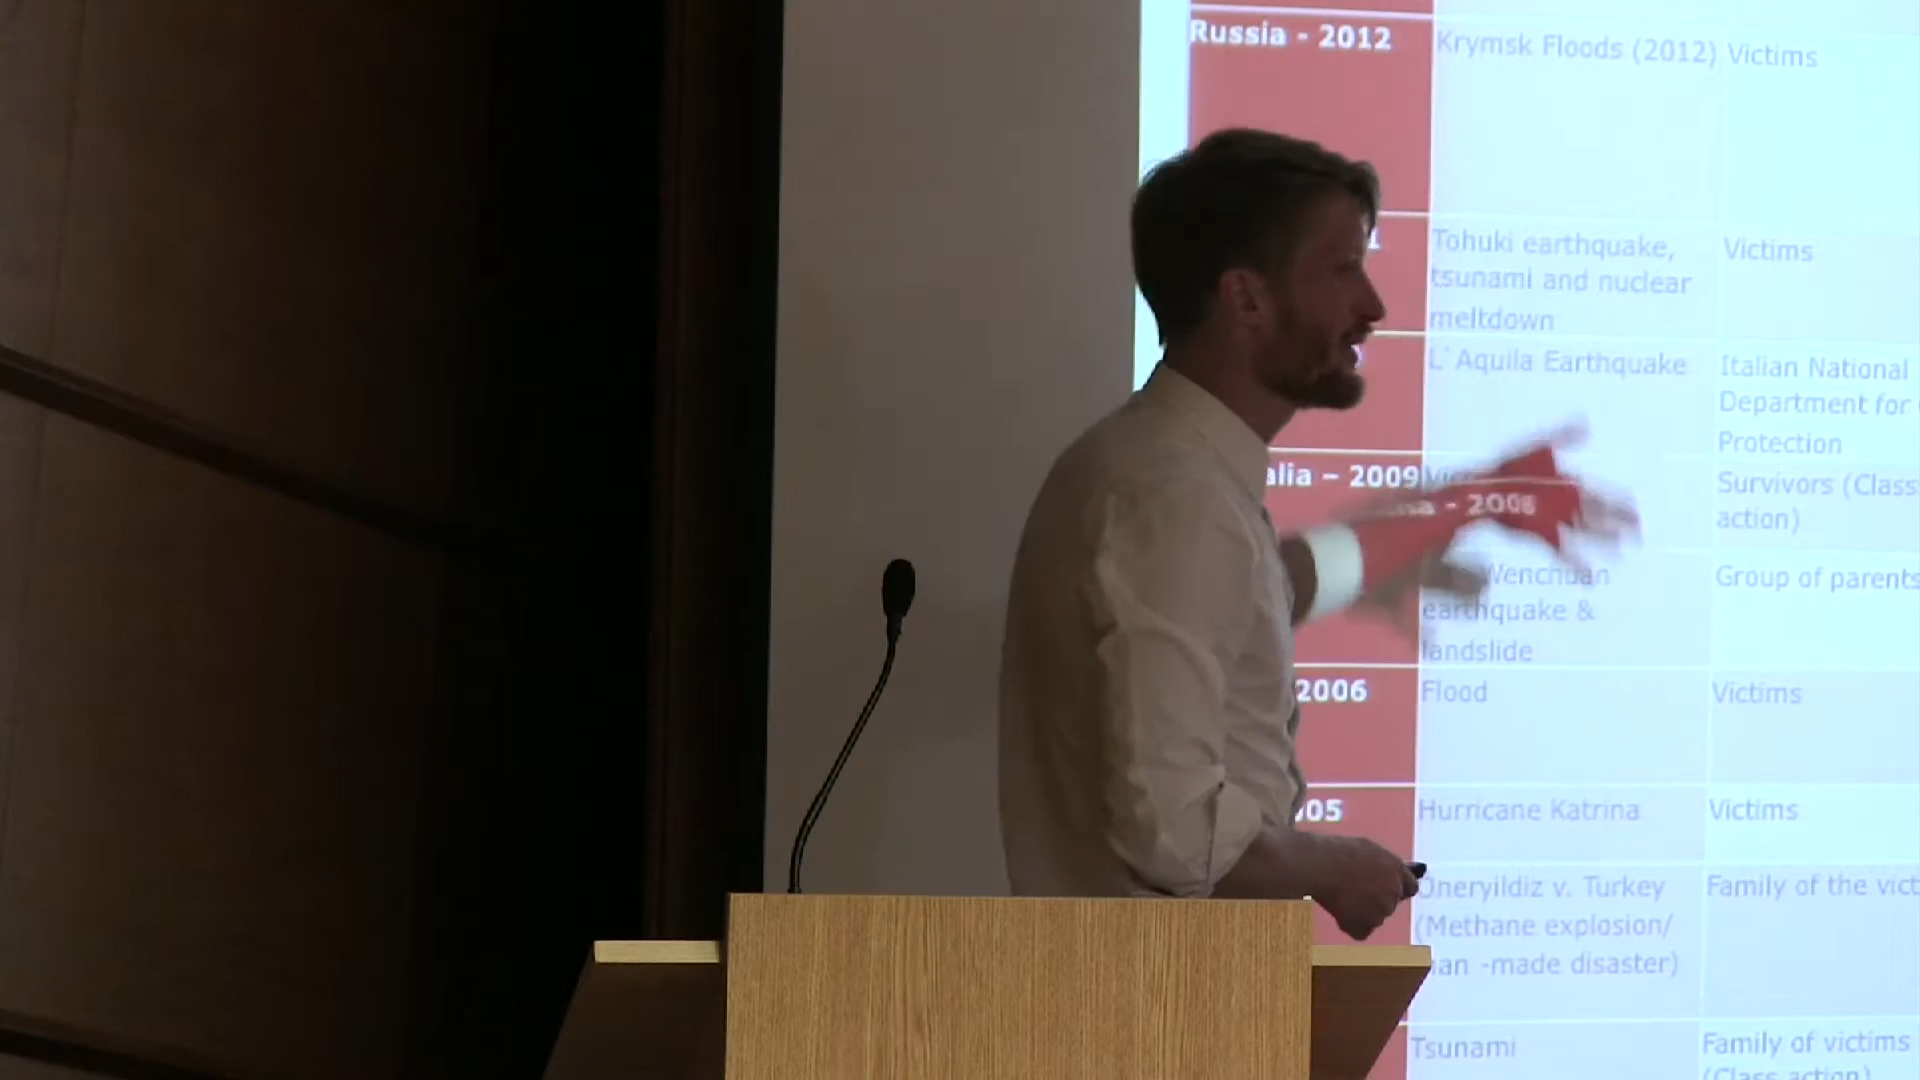 Russia - 2012 Krymsk Floods (2012) Victims
Tohuki earthquake, Victims
tsunami and nuclear
meltdown
L'Aquila Earthquake Italian National
Department for
Protection
alia – 2009 Survivors (Class
action)
- 2008
Wenchuan Group of parents
earthquake &
landslide
2006 Flood Victims
05 Hurricane Katrina Victims
Oneryildiz v. Turkey Family of the vict
(Methane explosion/
an -made disaster)
Tsunami Family of victims
(Class action)